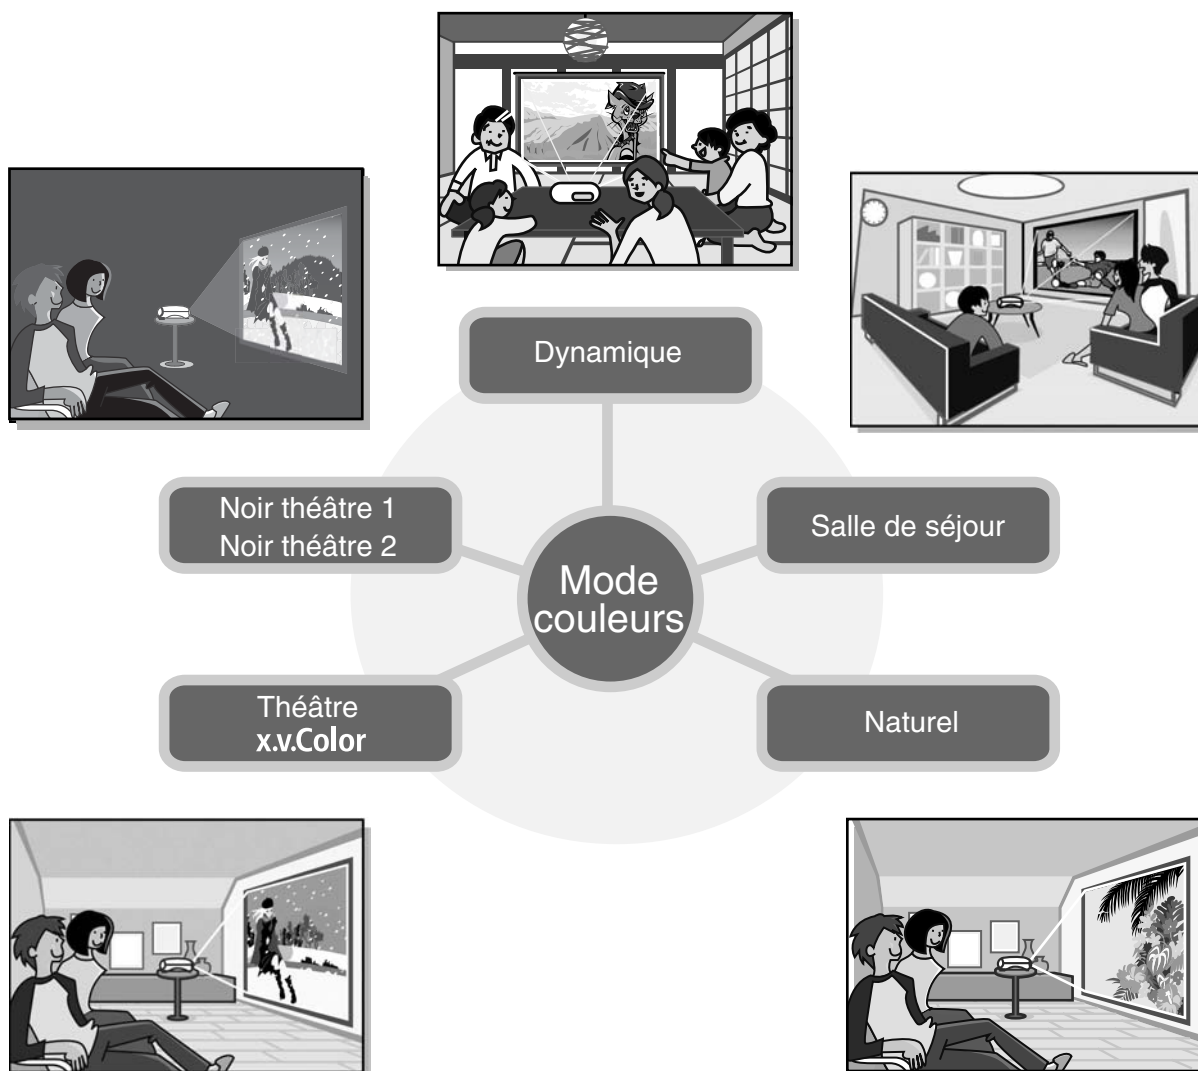 Dynamique
Noir théâtre 1
Noir théâtre 2
Salle de séjour
Mode
couleurs
Théâtre
x.v.Color
Naturel